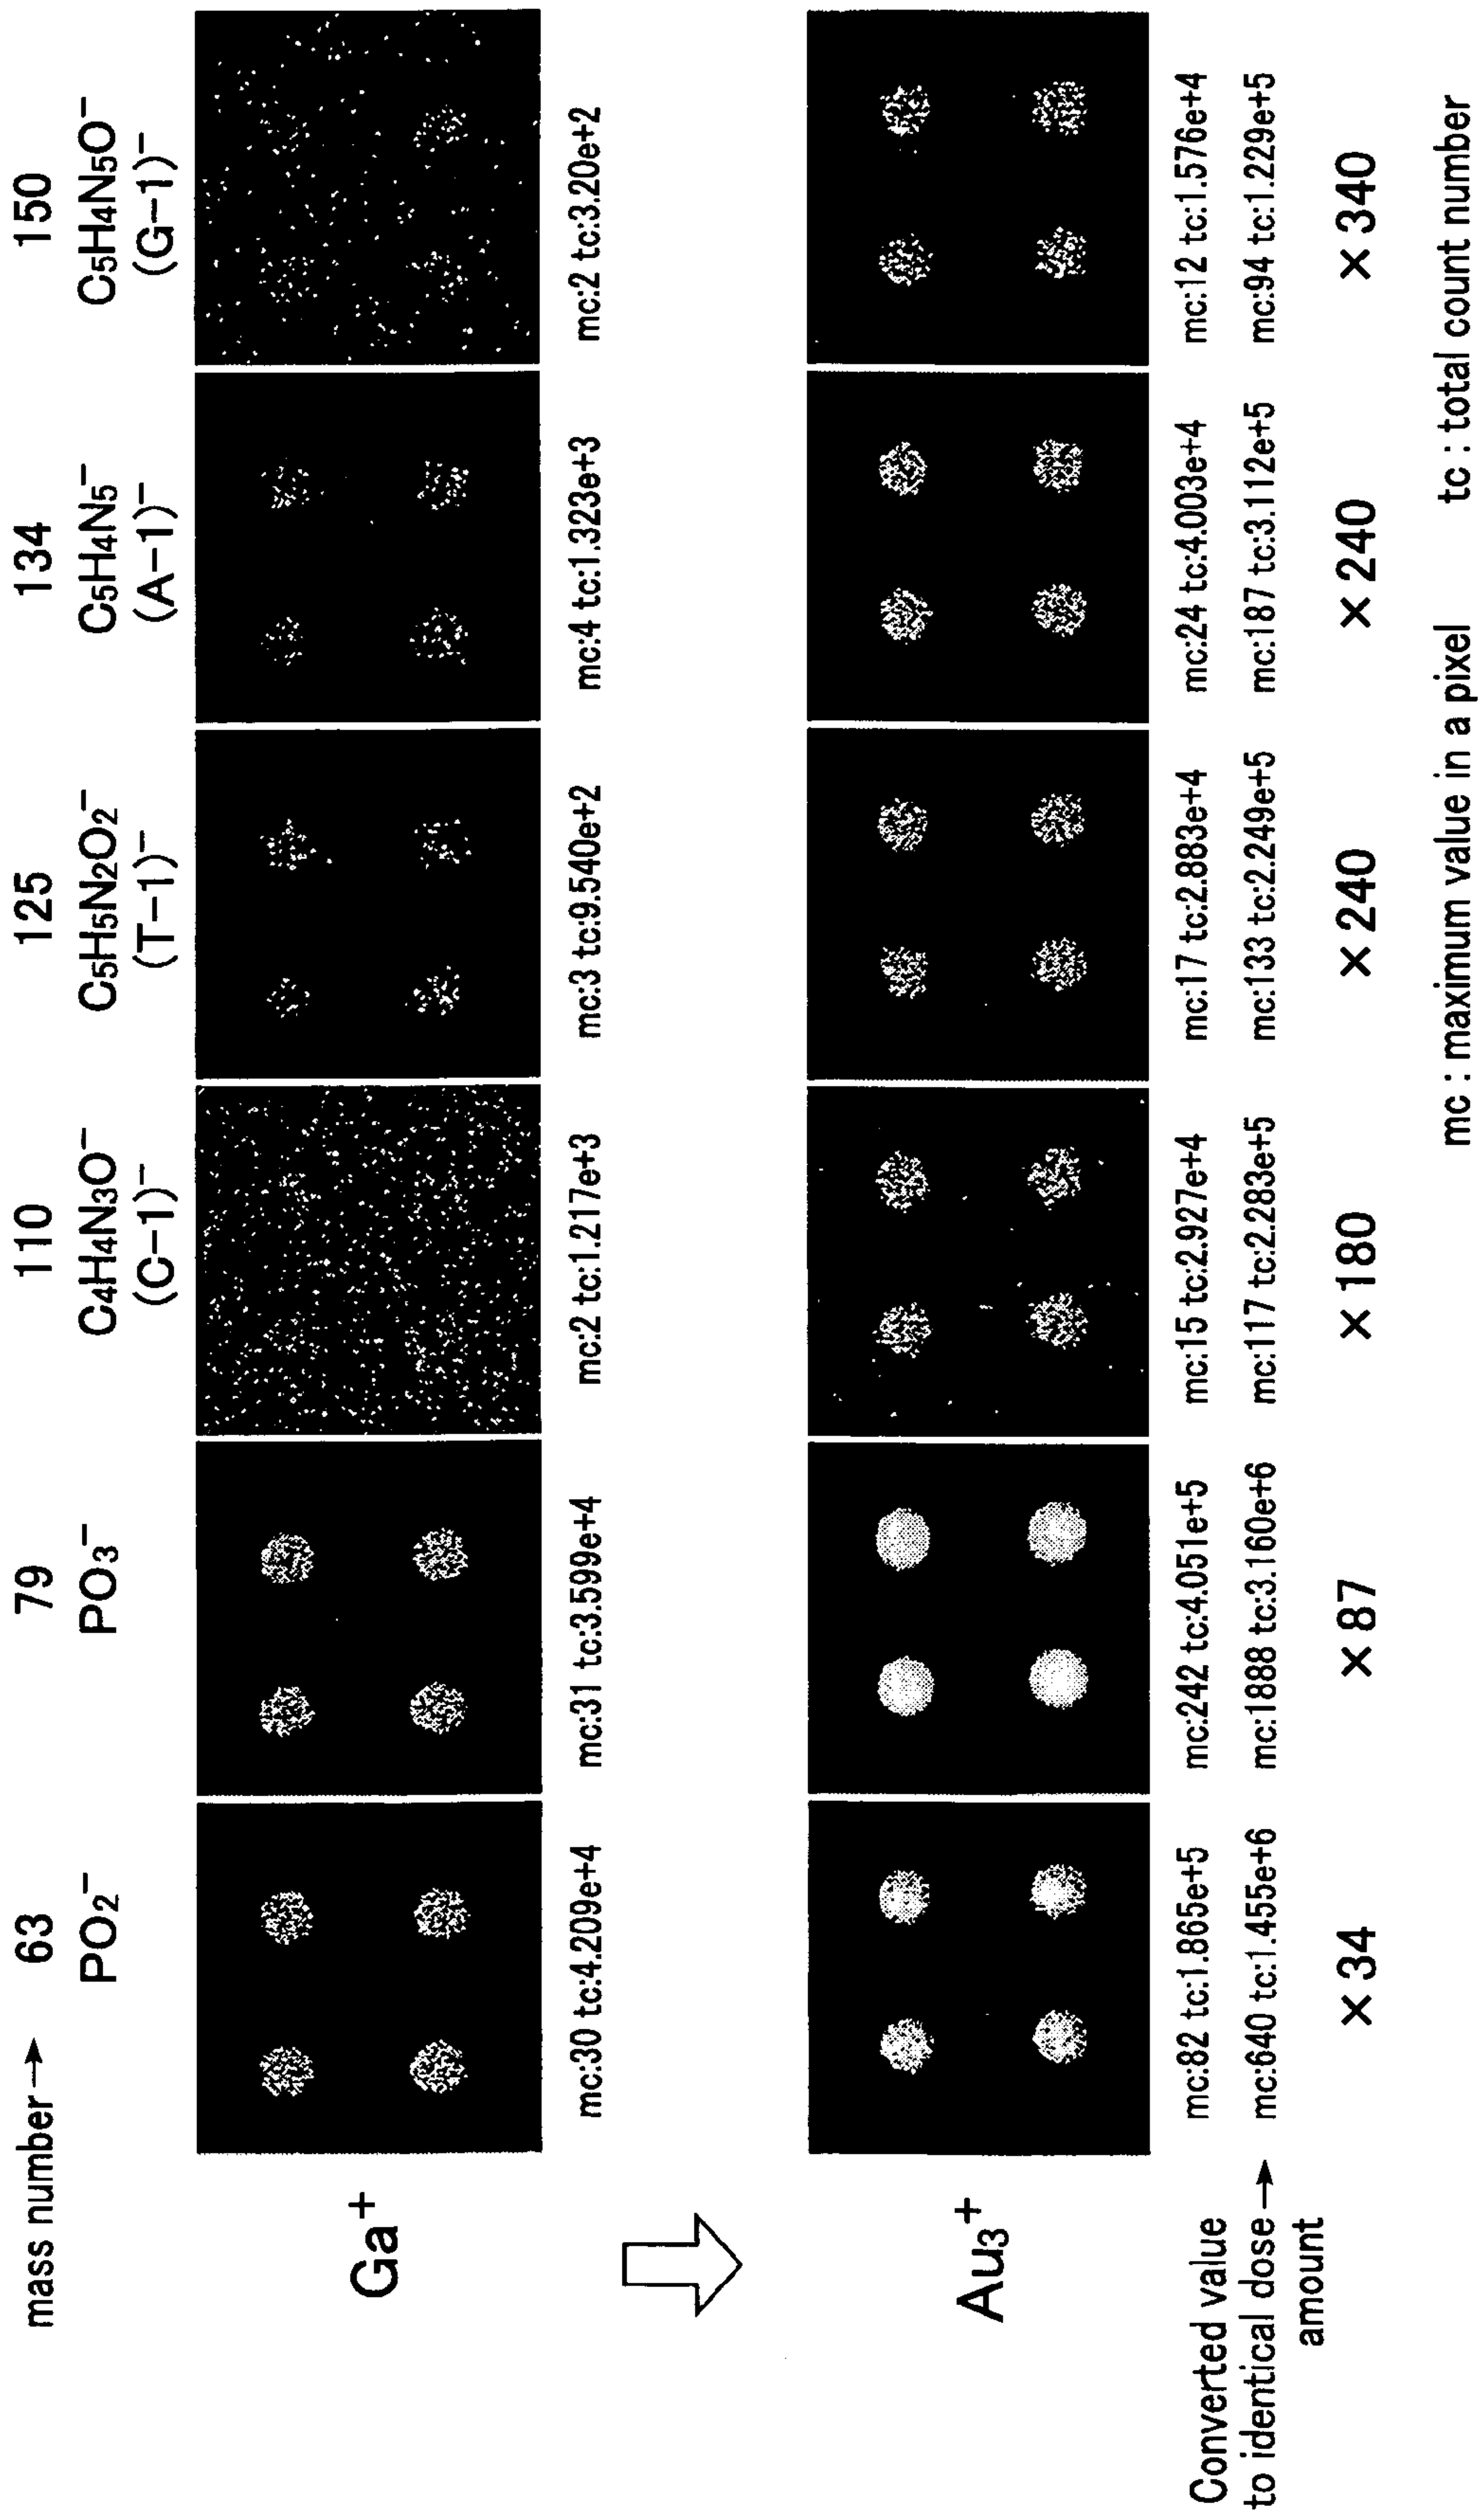 mass number → 63 79 110 125 134 150
PO₂⁻ PO₃⁻ C₄H₄N₃O⁻ C₅H₅N₂O₂⁻ C₅H₄N₅⁻ C₅H₄N₅O⁻
(C−1)⁻ (T−1)⁻ (A−1)⁻ (G−1)⁻
Ga⁺
mc:30 tc:4.209e+4 mc:31 tc:3.599e+4 mc:2 tc:1.217e+3 mc:3 tc:9.540e+2 mc:4 tc:1.323e+3 mc:2 tc:3.20e+2
Au₃⁺
mc:82 tc:1.865e+5 mc:242 tc:4.051e+5 mc:15 tc:2.927e+4 mc:17 tc:2.883e+4 mc:24 tc:4.003e+4 mc:12 tc:1.576e+4
Converted value
to identical dose → mc:640 tc:1.455e+6 mc:1888 tc:3.160e+6 mc:117 tc:2.283e+5 mc:133 tc:2.249e+5 mc:187 tc:3.112e+5 mc:94 tc:1.229e+5
amount
×34 ×87 ×180 ×240 ×240 ×340
mc : maximum value in a pixel tc : total count number